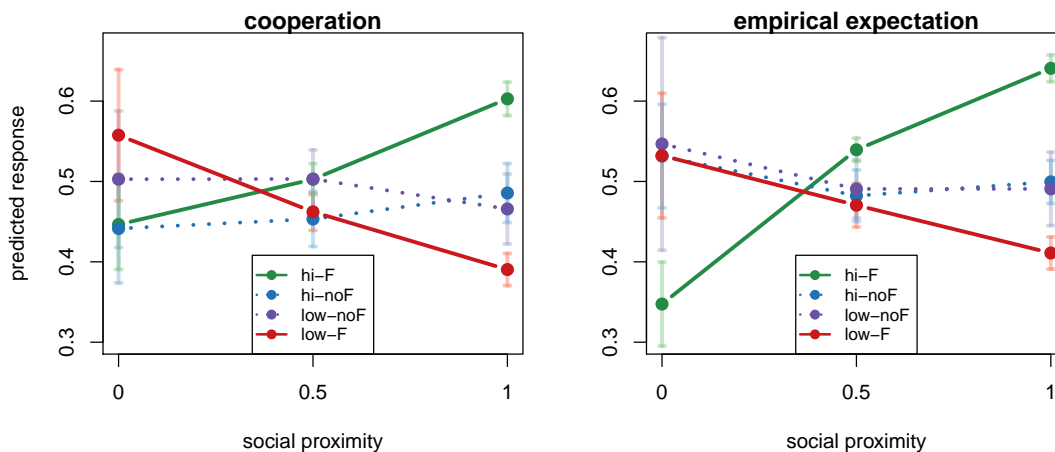 cooperation
predicted response
0.6
0.5
0.4
0.3
hi−F
hi−noF
low−noF
low−F
0 0.5 1
social proximity
empirical expectation
0.6
0.5
0.4
0.3
hi−F
hi−noF
low−noF
low−F
0 0.5 1
social proximity